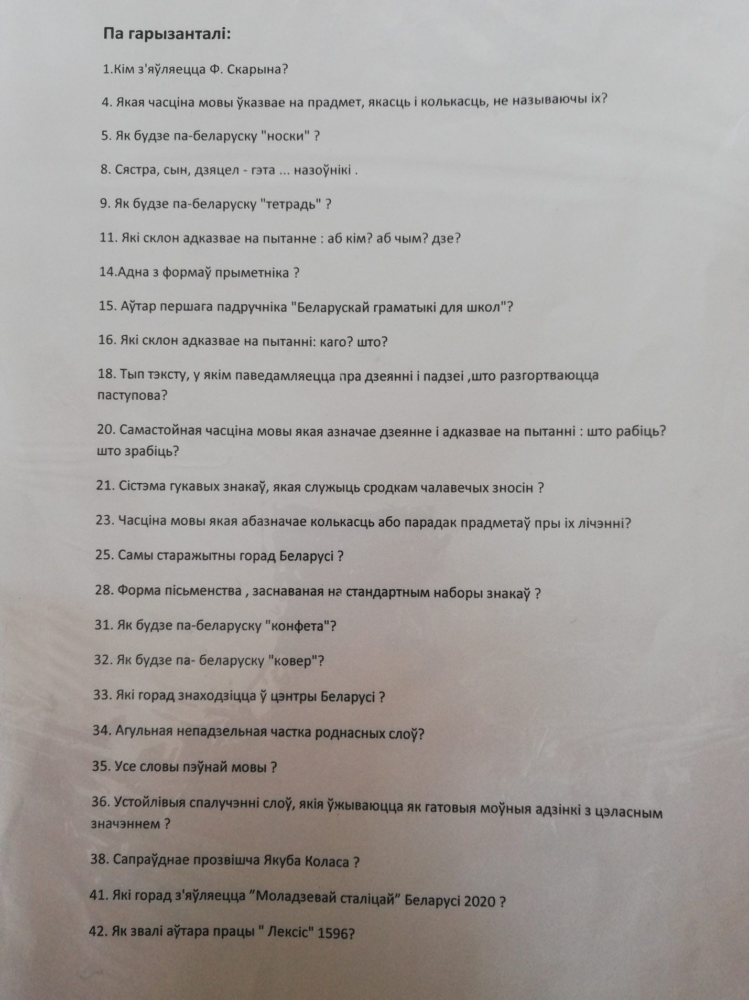 Па гарызанталі:
1.Кім з'яўляецца Ф. Скарына?
4. Якая часціна мовы ўказвае на прадмет, якасць і колькасць, не называючы іх?
5. Як будзе па-беларуску "носки" ?
8. Сястра, сын, дзяцел - гэта ... назоўнікі .
9. Як будзе па-беларуску "тетрадь" ?
11. Які склон адказвае на пытанне : аб кім? аб чым? дзе?
14.Адна з формаў прыметніка ?
15. Аўтар першага падручніка "Беларускай граматыкі для школ"?
16. Які склон адказвае на пытанні: каго? што?
18. Тып тэксту, у якім паведамляецца пра дзеянні і падзеі ,што разгортваюцца
паступова?
20. Самастойная часціна мовы якая азначае дзеянне і адказвае на пытанні : што рабіць?
што зрабіць?
21. Сістэма гукавых знакаў, якая служыць сродкам чалавечых зносін ?
23. Часціна мовы якая абазначае колькасць або парадак прадметаў пры іх лічэнні?
25. Самы старажытны горад Беларусі ?
28. Форма пісьменства , заснаваная на стандартным наборы знакаў ?
31. Як будзе па-беларуску "конфета"?
32. Як будзе па- беларуску "ковер"?
33. Які горад знаходзіцца ў цэнтры Беларусі ?
34. Агульная непадзельная частка роднасных слоў?
35. Усе словы пэўнай мовы ?
36. Устойлівыя спалучэнні слоў, якія ўжываюцца як гатовыя моўныя адзінкі з цэласным
значэннем ?
38. Сапраўднае прозвішча Якуба Коласа ?
41. Які горад з'яўляецца ”Моладзевай сталіцай” Беларусі 2020 ?
42. Як звалі аўтара працы " Лексіс" 1596?